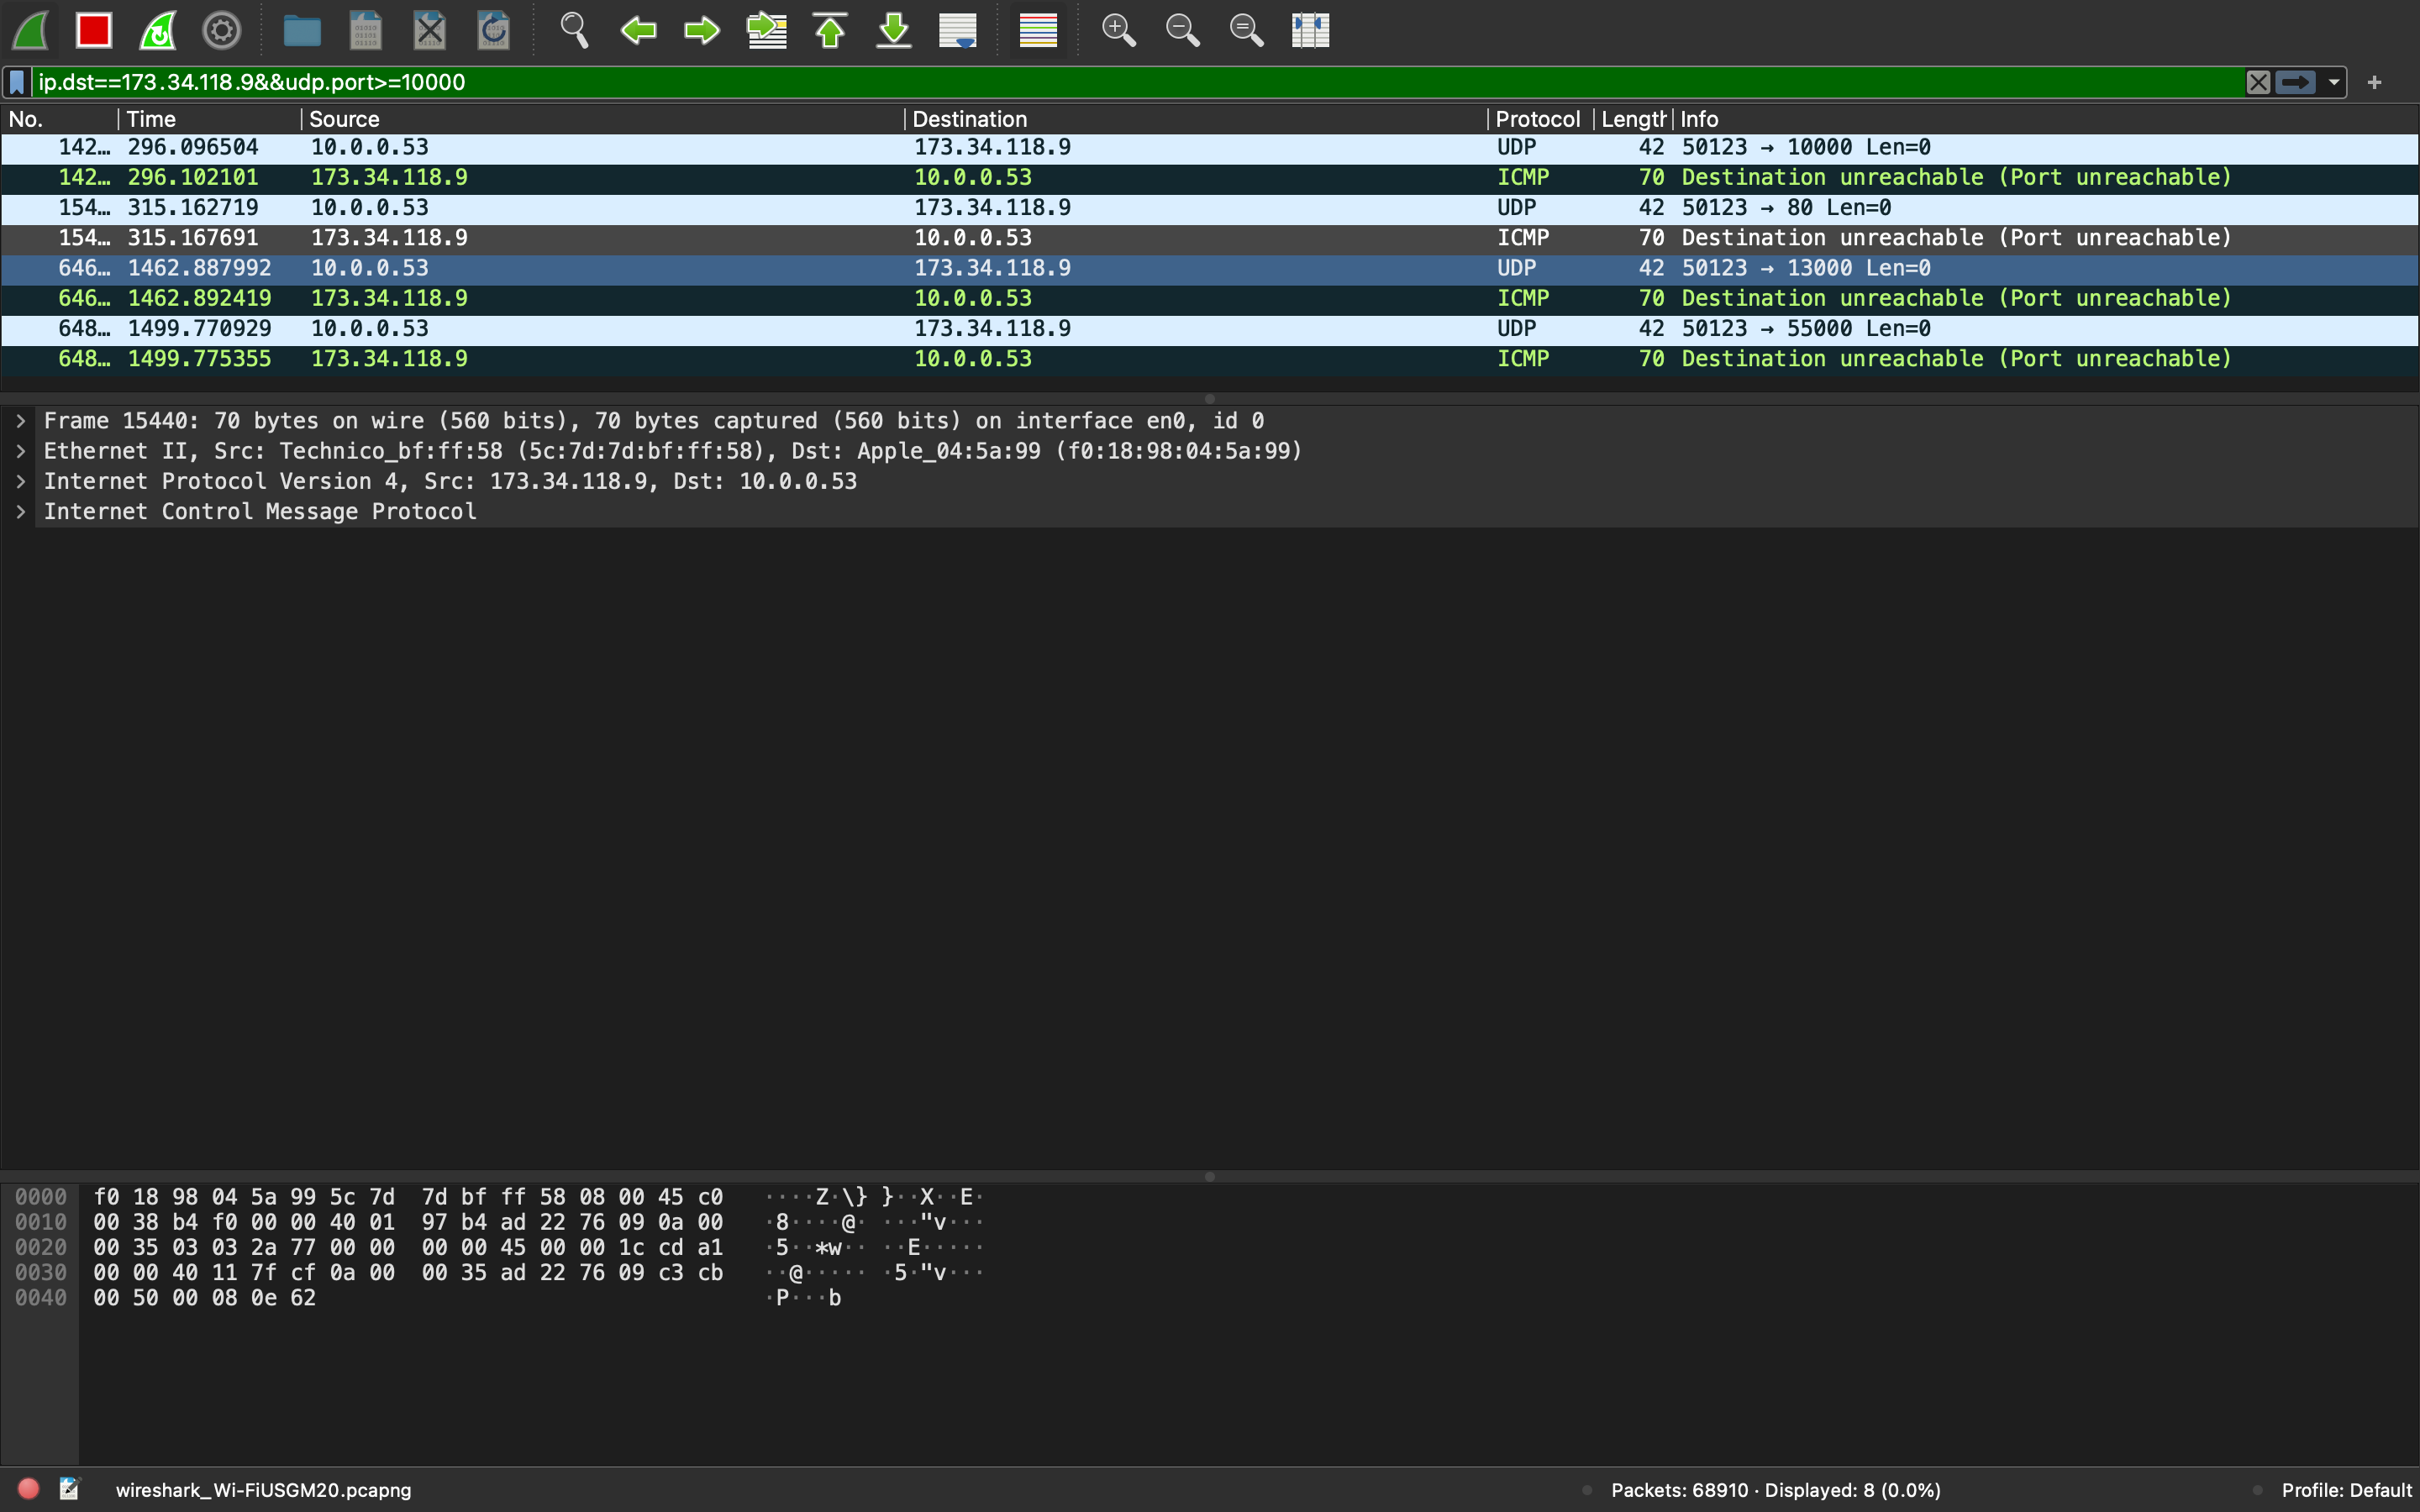 ip.dst==173.34.118.9&&udp.port>=10000
No. Time Source Destination Protocol Length Info
142… 296.096504 10.0.0.53 173.34.118.9 UDP 42 50123 → 10000 Len=0
142… 296.102101 173.34.118.9 10.0.0.53 ICMP 70 Destination unreachable (Port unreachable)
154… 315.162719 10.0.0.53 173.34.118.9 UDP 42 50123 → 80 Len=0
154… 315.167691 173.34.118.9 10.0.0.53 ICMP 70 Destination unreachable (Port unreachable)
646… 1462.887992 10.0.0.53 173.34.118.9 UDP 42 50123 → 13000 Len=0
646… 1462.892419 173.34.118.9 10.0.0.53 ICMP 70 Destination unreachable (Port unreachable)
648… 1499.770929 10.0.0.53 173.34.118.9 UDP 42 50123 → 55000 Len=0
648… 1499.775355 173.34.118.9 10.0.0.53 ICMP 70 Destination unreachable (Port unreachable)
Frame 15440: 70 bytes on wire (560 bits), 70 bytes captured (560 bits) on interface en0, id 0
Ethernet II, Src: Technico_bf:ff:58 (5c:7d:7d:bf:ff:58), Dst: Apple_04:5a:99 (f0:18:98:04:5a:99)
Internet Protocol Version 4, Src: 173.34.118.9, Dst: 10.0.0.53
Internet Control Message Protocol
0000 f0 18 98 04 5a 99 5c 7d 7d bf ff 58 08 00 45 c0 ····Z·\} }··X··E·
0010 00 38 b4 f0 00 00 40 01 97 b4 ad 22 76 09 0a 00 ·8····@· ···"v···
0020 00 35 03 03 2a 77 00 00 00 00 45 00 00 1c cd a1 ·5··*w·· ··E·····
0030 00 00 40 11 7f cf 0a 00 00 35 ad 22 76 09 c3 cb ··@····· ·5·"v···
0040 00 50 00 08 0e 62 ·P···b
wireshark_Wi-FiUSGM20.pcapng Packets: 68910 · Displayed: 8 (0.0%) Profile: Default